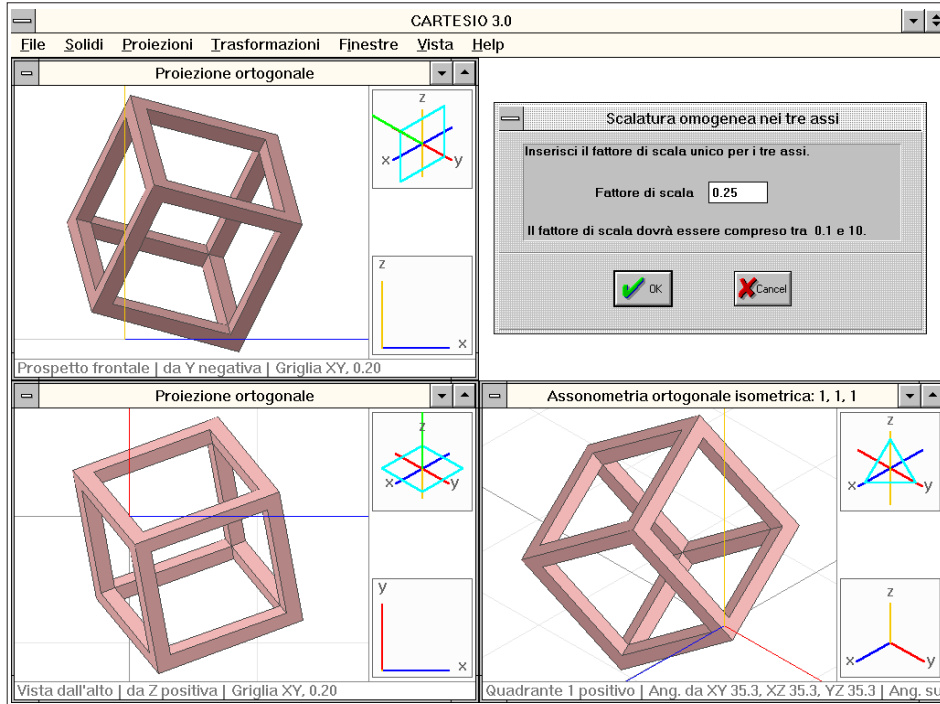 CARTESIO 3.0
File Solidi Proiezioni Trasformazioni Finestre Vista Help
Proiezione ortogonale
z
x
y
z
x
Prospetto frontale | da Y negativa | Griglia XY, 0.20
Scalatura omogenea nei tre assi
Inserisci il fattore di scala unico per i tre assi.
Fattore di scala 0.25
Il fattore di scala dovrà essere compreso tra 0.1 e 10.
OK
Cancel
Proiezione ortogonale
z
x
y
y
x
Vista dall'alto | da Z positiva | Griglia XY, 0.20
Assonometria ortogonale isometrica: 1, 1, 1
z
x
y
z
x
y
Quadrante 1 positivo | Ang. da XY 35.3, XZ 35.3, YZ 35.3 | Ang. su